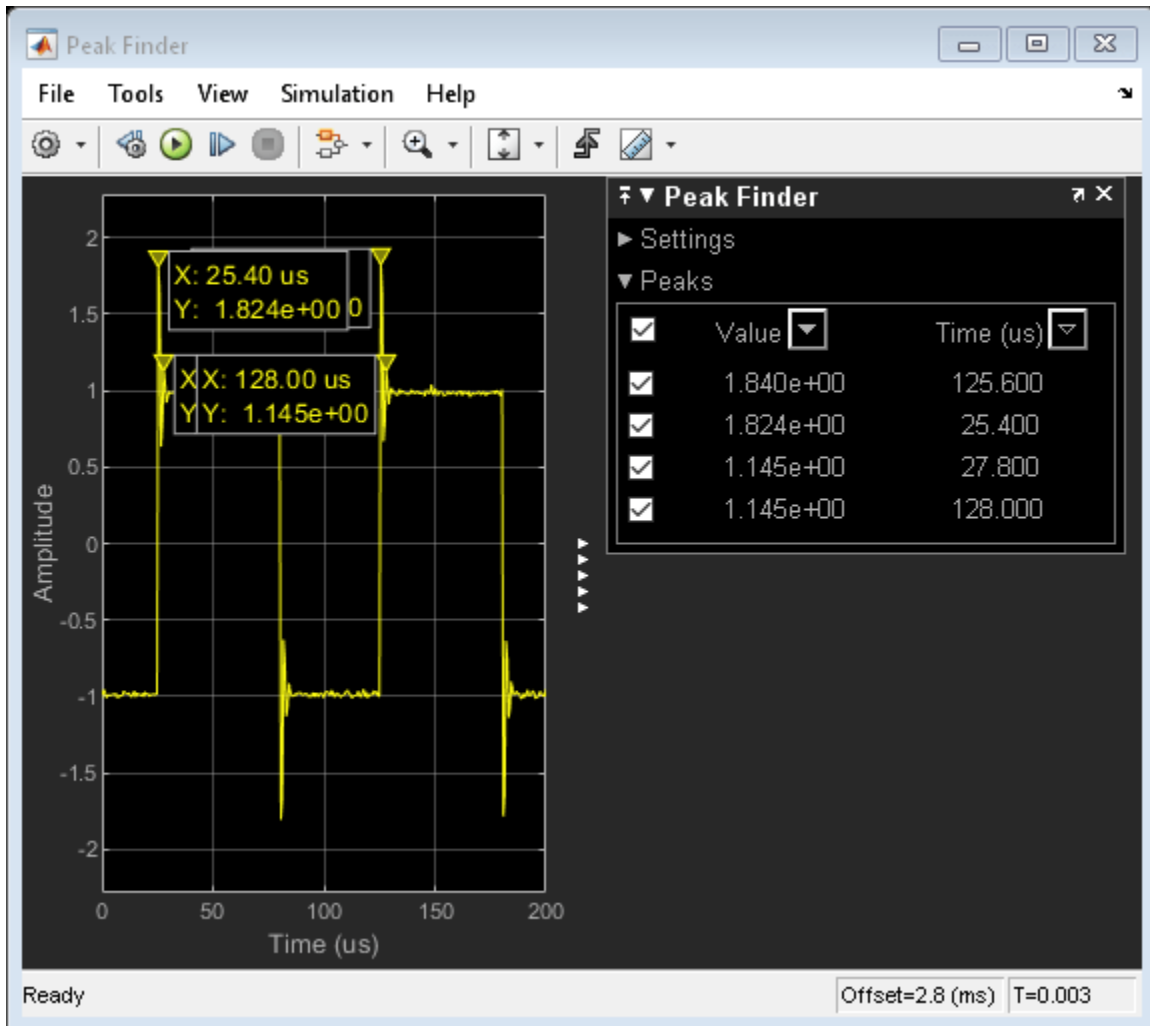 Peak Finder
File Tools View Simulation Help
Peak Finder
Settings
Peaks
Value Time (us)
1.840e+00 125.600
1.824e+00 25.400
1.145e+00 27.800
1.145e+00 128.000
X: 25.40 us
Y: 1.824e+00 0
X X: 128.00 us
Y Y: 1.145e+00
2
1.5
1
0.5
0
-0.5
-1
-1.5
-2
Amplitude
0 50 100 150 200
Time (us)
Ready Offset=2.8 (ms) T=0.003